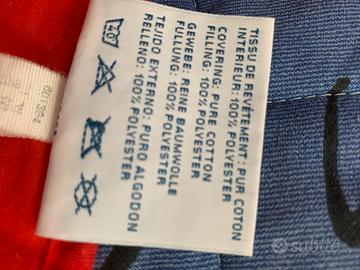 TISSU DE REVÊTEMENT : PUR COTON
INTERIEUR : 100% POLYESTER
COVERING: PURE COTTON
FILLING: 100% POLYESTER
GEWEBE: REINE BAUMWOLLE
FULLUNG: 100% POLYESTER
TEJIDO EXTERNO: PURO ALGODON
RELLENO: 100% POLYESTER
subito